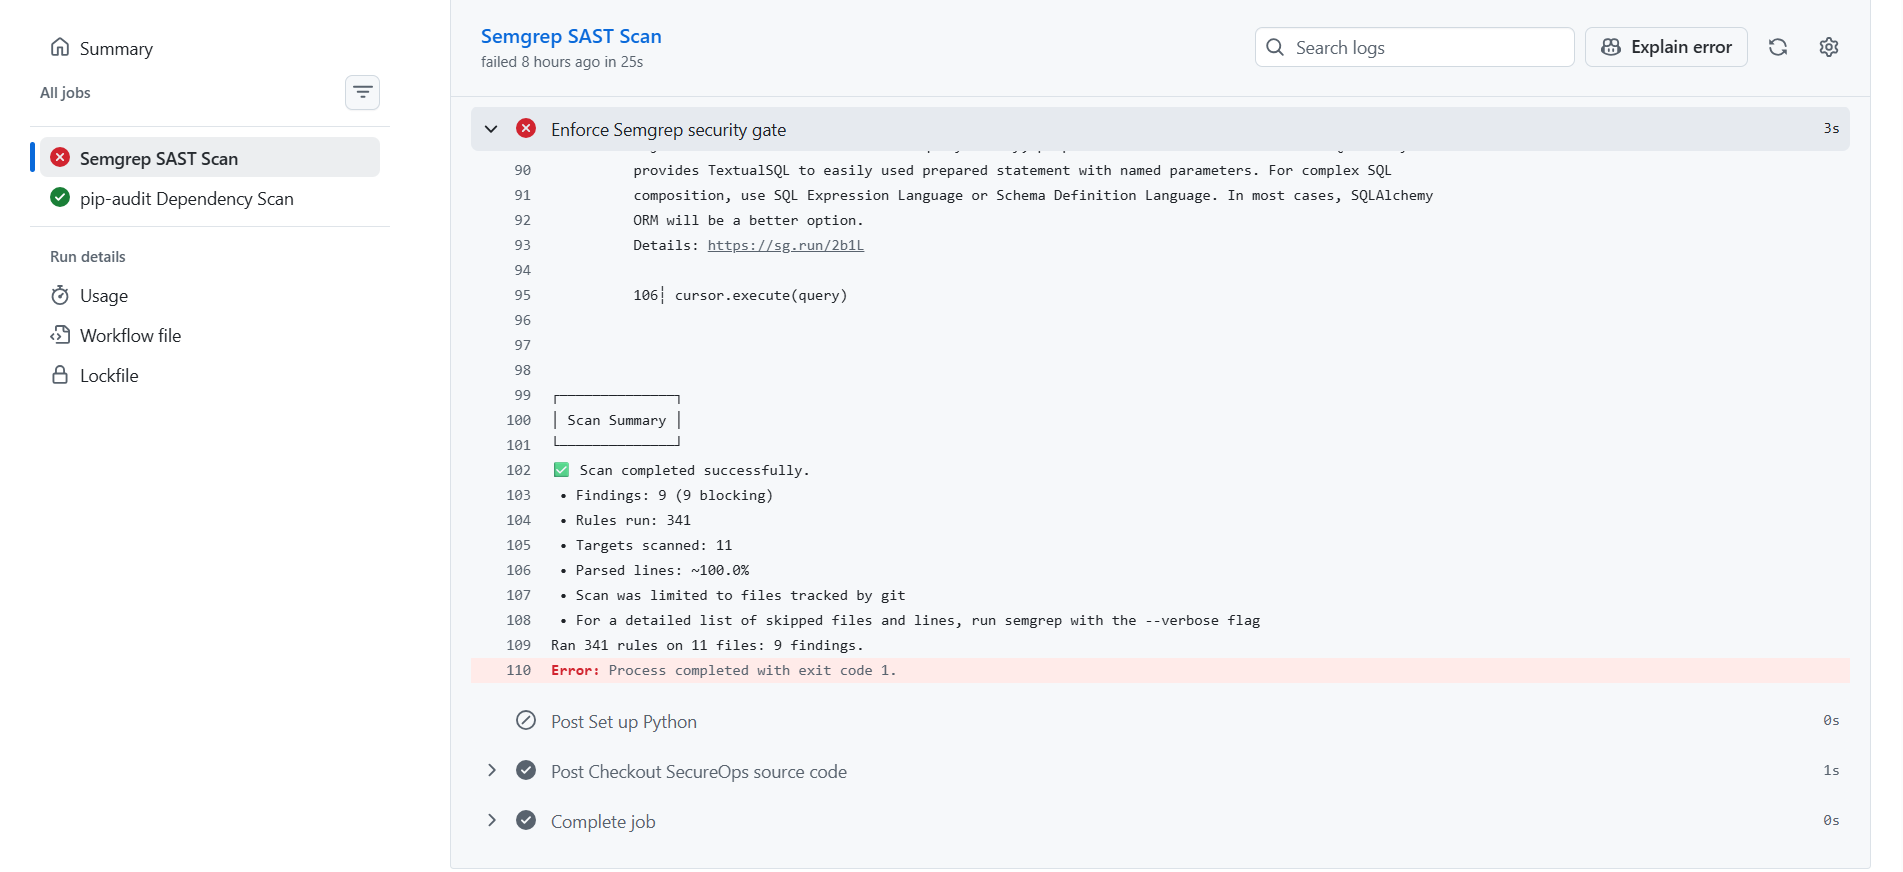 Summary
All jobs
Semgrep SAST Scan
pip-audit Dependency Scan
Run details
Usage
Workflow file
Lockfile
Semgrep SAST Scan
failed 8 hours ago in 25s
Search logs
Explain error
Enforce Semgrep security gate 3s
90 provides TextualSQL to easily used prepared statement with named parameters. For complex SQL
91 composition, use SQL Expression Language or Schema Definition Language. In most cases, SQLAlchemy
92 ORM will be a better option.
93 Details: https://sg.run/2b1L
94
95 106┆ cursor.execute(query)
96
97
98
99
100 Scan Summary
101
102 ✅ Scan completed successfully.
103 • Findings: 9 (9 blocking)
104 • Rules run: 341
105 • Targets scanned: 11
106 • Parsed lines: ~100.0%
107 • Scan was limited to files tracked by git
108 • For a detailed list of skipped files and lines, run semgrep with the --verbose flag
109 Ran 341 rules on 11 files: 9 findings.
110 Error: Process completed with exit code 1.
Post Set up Python 0s
Post Checkout SecureOps source code 1s
Complete job 0s